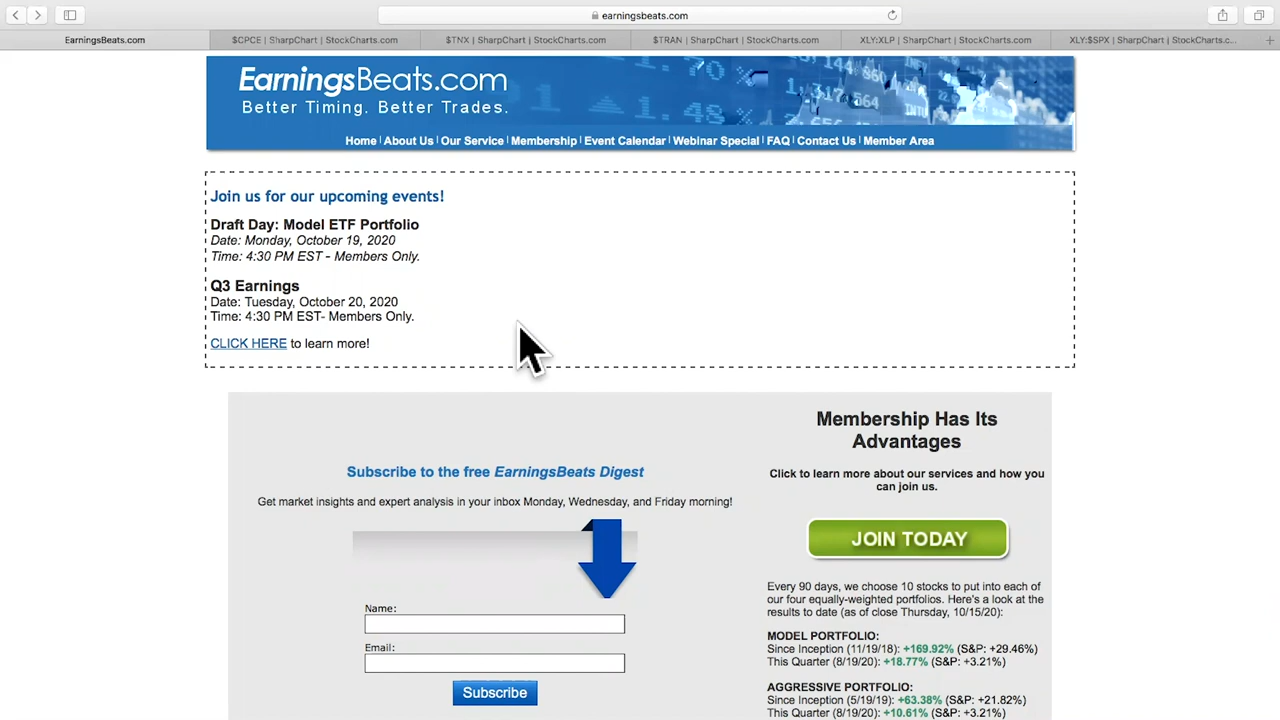 earningsbeats.com
EarningsBeats.com
$CPCE | SharpChart | StockCharts.com
$TNX | SharpChart | StockCharts.com
$TRAN | SharpChart | StockCharts.com
XLY:XLP | SharpChart | StockCharts.com
XLY:$SPX | SharpChart | StockCharts.c...
EarningsBeats.com
Better Timing. Better Trades.
Home | About Us | Our Service | Membership | Event Calendar | Webinar Special | FAQ | Contact Us | Member Area
Join us for our upcoming events!
Draft Day: Model ETF Portfolio
Date: Monday, October 19, 2020
Time: 4:30 PM EST - Members Only.
Q3 Earnings
Date: Tuesday, October 20, 2020
Time: 4:30 PM EST- Members Only.
CLICK HERE to learn more!
Subscribe to the free EarningsBeats Digest
Get market insights and expert analysis in your inbox Monday, Wednesday, and Friday morning!
Name:
Email:
Subscribe
Membership Has Its
Advantages
Click to learn more about our services and how you
can join us.
JOIN TODAY
Every 90 days, we choose 10 stocks to put into each of
our four equally-weighted portfolios. Here's a look at the
results to date (as of close Thursday, 10/15/20):
MODEL PORTFOLIO:
Since Inception (11/19/18): +169.92% (S&P: +29.46%)
This Quarter (8/19/20): +18.77% (S&P: +3.21%)
AGGRESSIVE PORTFOLIO:
Since Inception (5/19/19): +63.38% (S&P: +21.82%)
This Quarter (8/19/20): +10.61% (S&P: +3.21%)